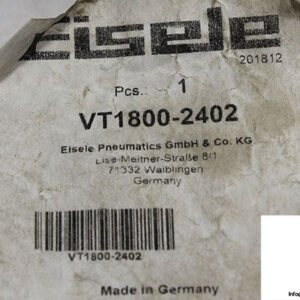 Eisele
201812
Pcs.: 1
VT1800-2402
Eisele Pneumatics GmbH & Co. KG
Lise-Meitner-Straße 8/1
71332 Waiblingen
Germany
VT1800-2402
Made in Germany